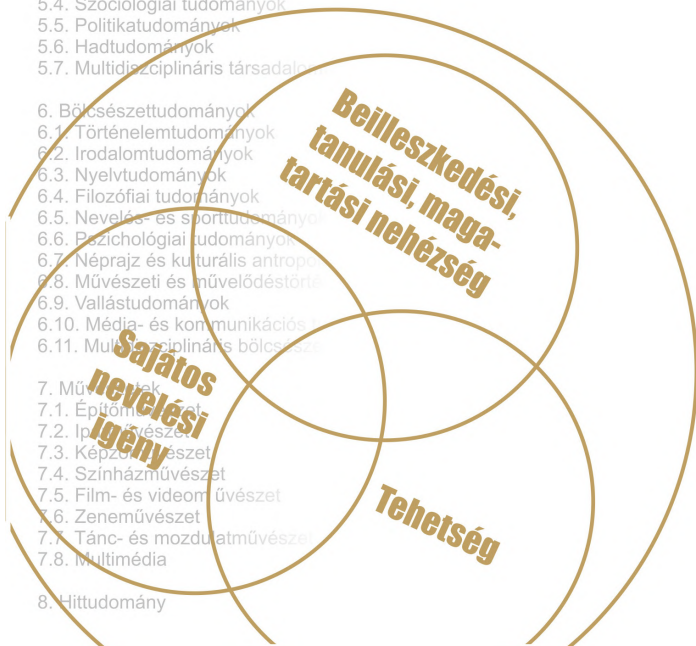 5.4. Szociológiai tudományok
5.5. Politikatudományok
5.6. Hadtudományok
5.7. Multidiszciplináris
6. Bölcsészettudományok
6.1. Történelemtudományok
6.2. Irodalomtudományok
6.3. Nyelvtudományok
6.4. Filozófiai tudományok
6.5. Nevelés- és sporttudományok
6.6. Pszichológiai tudományok
6.7. Néprajz és kulturális
6.8. Művészeti és
6.9. Vallástudományok
6.10. Média- és kommunikációs
6.11. Multidiszciplináris
7. Művészetek
7.1. Építőművészet
7.2. Iparművészet
7.3. Képzőművészet
7.4. Színházművészet
7.5. Film- és videoművészet
7.6. Zeneművészet
7.7. Tánc- és mozdulatművészet
7.8. Multimédia
8. Hittudomány
Beilleszkedési,
tanulási, maga-
tartási nehézség
Sajátos
nevelési
igény
Tehetség